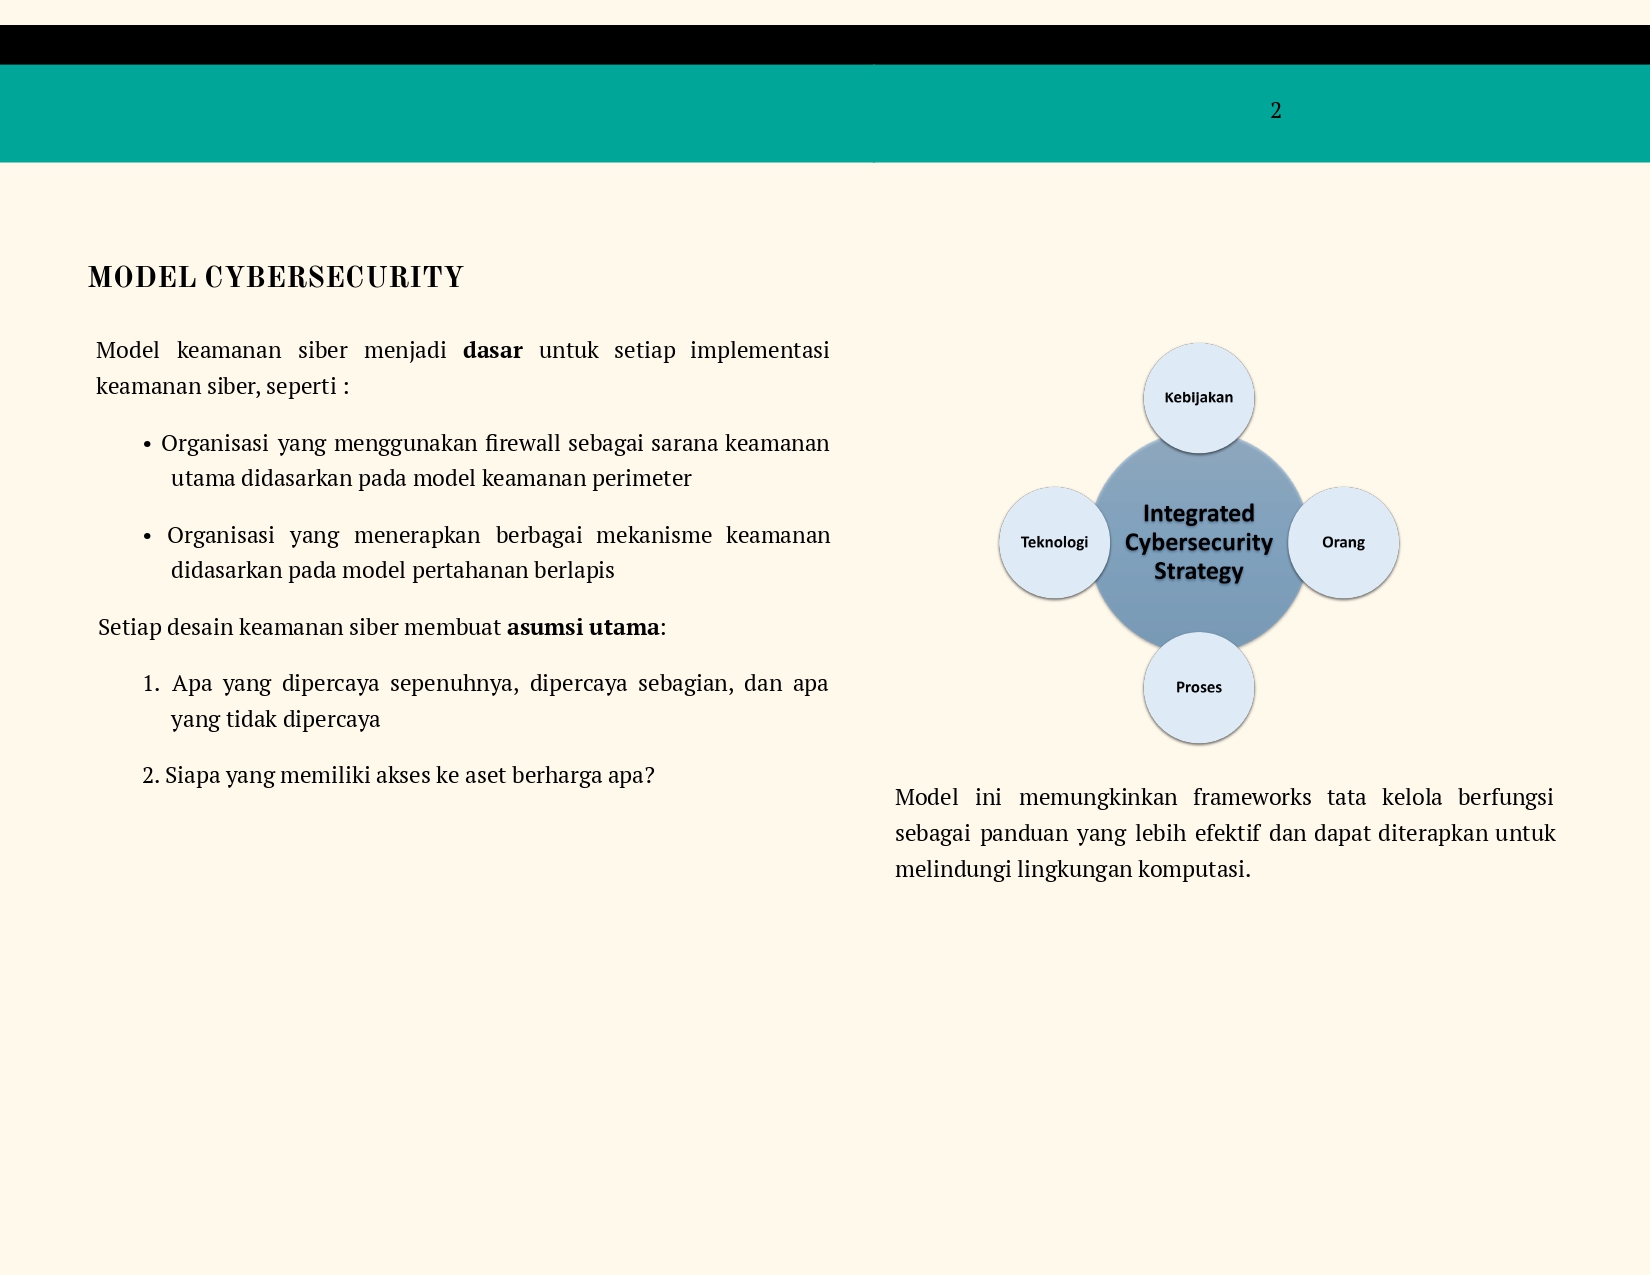 2
MODEL CYBERSECURITY
Model keamanan siber menjadi dasar untuk setiap implementasi
keamanan siber, seperti :
• Organisasi yang menggunakan firewall sebagai sarana keamanan
utama didasarkan pada model keamanan perimeter
• Organisasi yang menerapkan berbagai mekanisme keamanan
didasarkan pada model pertahanan berlapis
Setiap desain keamanan siber membuat asumsi utama:
1. Apa yang dipercaya sepenuhnya, dipercaya sebagian, dan apa
yang tidak dipercaya
2. Siapa yang memiliki akses ke aset berharga apa?
Kebijakan
Teknologi
Integrated
Cybersecurity
Strategy
Orang
Proses
Model ini memungkinkan frameworks tata kelola berfungsi
sebagai panduan yang lebih efektif dan dapat diterapkan untuk
melindungi lingkungan komputasi.